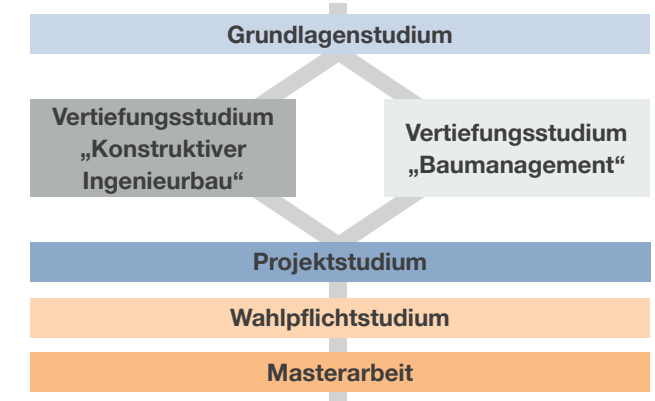 Grundlagenstudium
Vertiefungsstudium
„Konstruktiver
Ingenieurbau“
Vertiefungsstudium
„Baumanagement“
Projektstudium
Wahlpflichtstudium
Masterarbeit